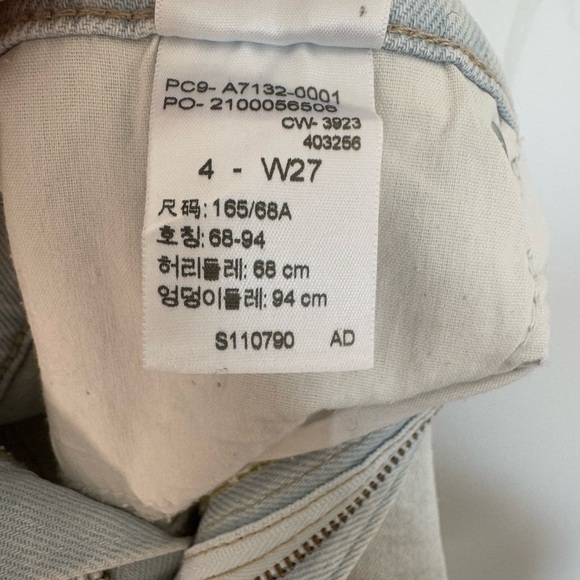 PC9- A7132-0001
PO- 2100056506
CW- 3923
403256
4 - W27
尺码: 165/68A
호칭: 68-94
허리둘레: 68 cm
엉덩이둘레: 94 cm
S110790 AD